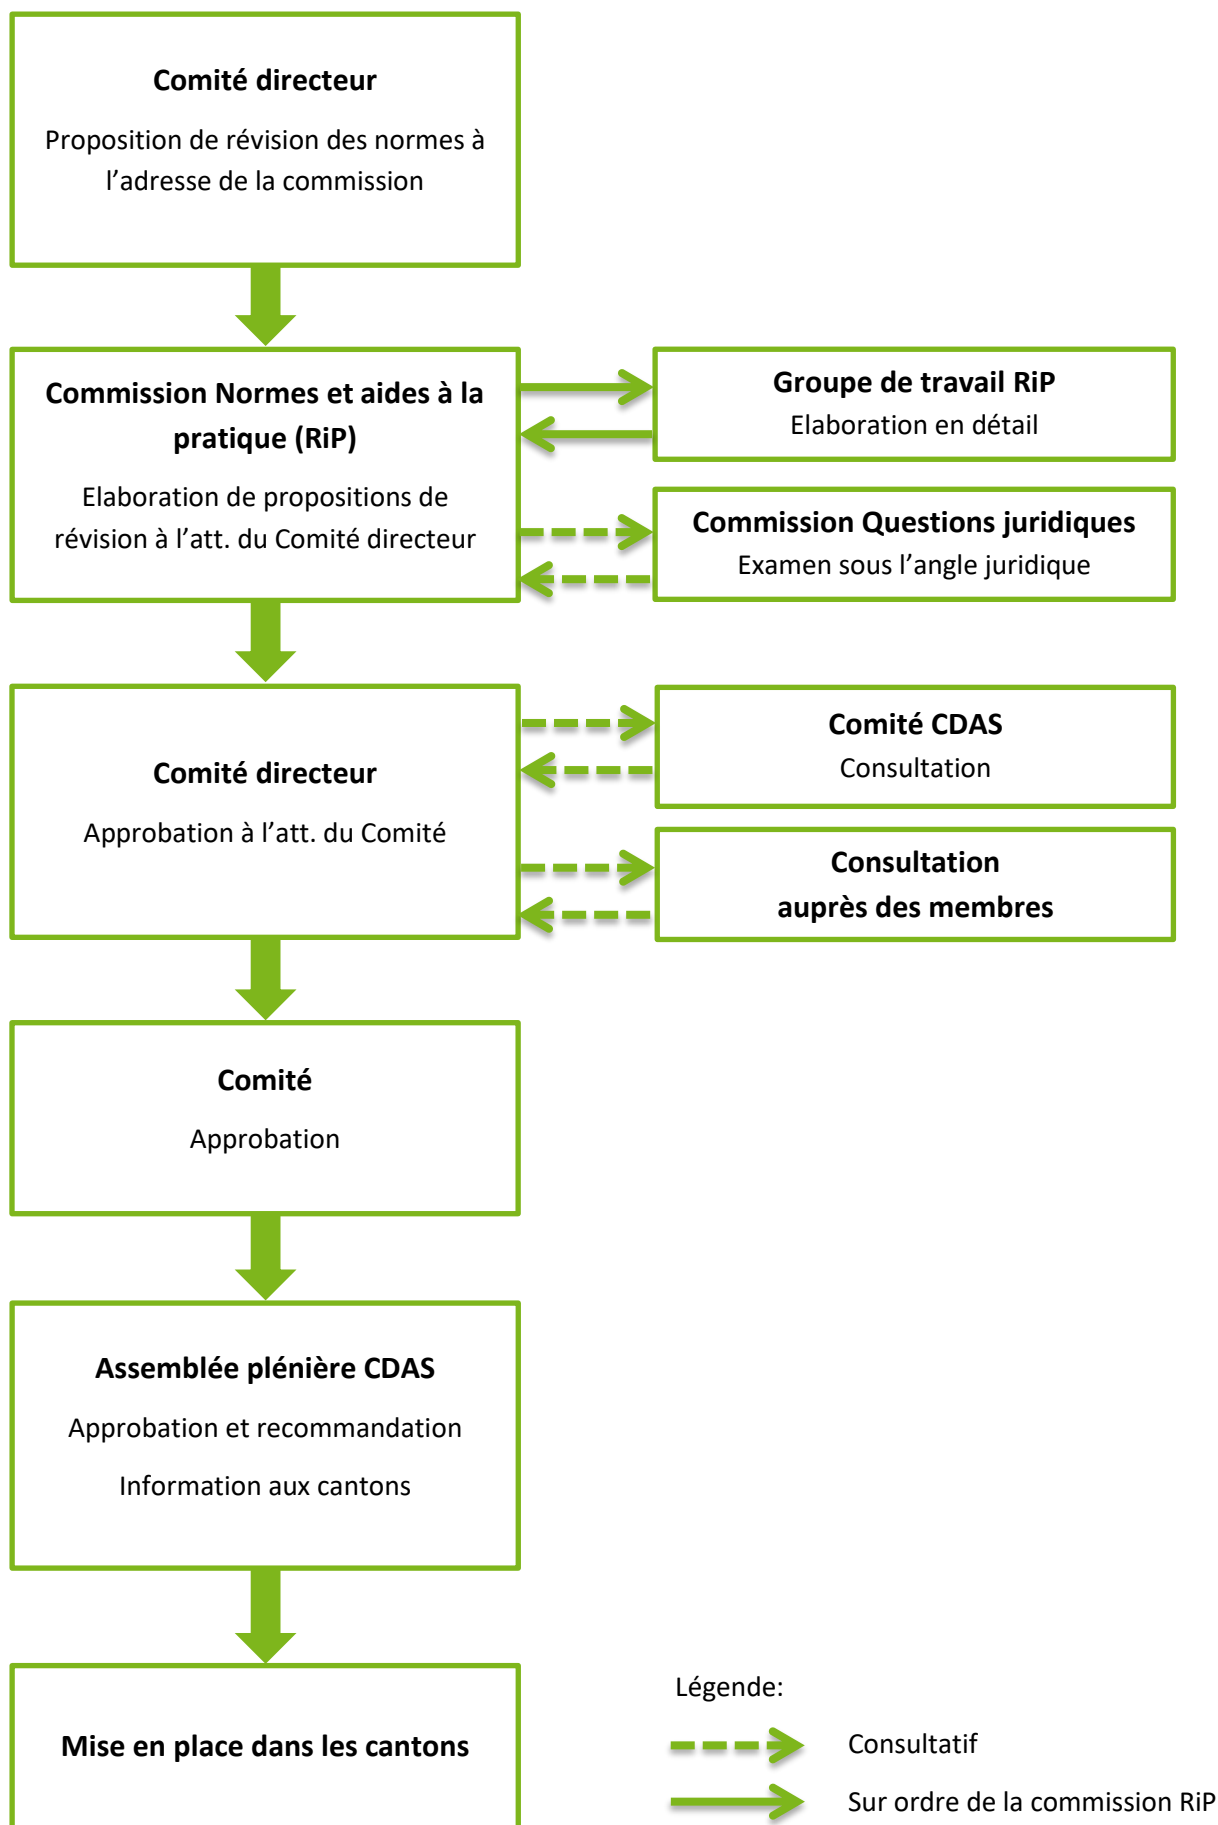 Comité directeur
Proposition de révision des normes à
l’adresse de la commission
Commission Normes et aides à la
pratique (RiP)
Elaboration de propositions de
révision à l’att. du Comité directeur
Groupe de travail RiP
Elaboration en détail
Commission Questions juridiques
Examen sous l’angle juridique
Comité directeur
Approbation à l’att. du Comité
Comité CDAS
Consultation
Consultation
auprès des membres
Comité
Approbation
Assemblée plénière CDAS
Approbation et recommandation
Information aux cantons
Mise en place dans les cantons
Légende:
Consultatif
Sur ordre de la commission RiP